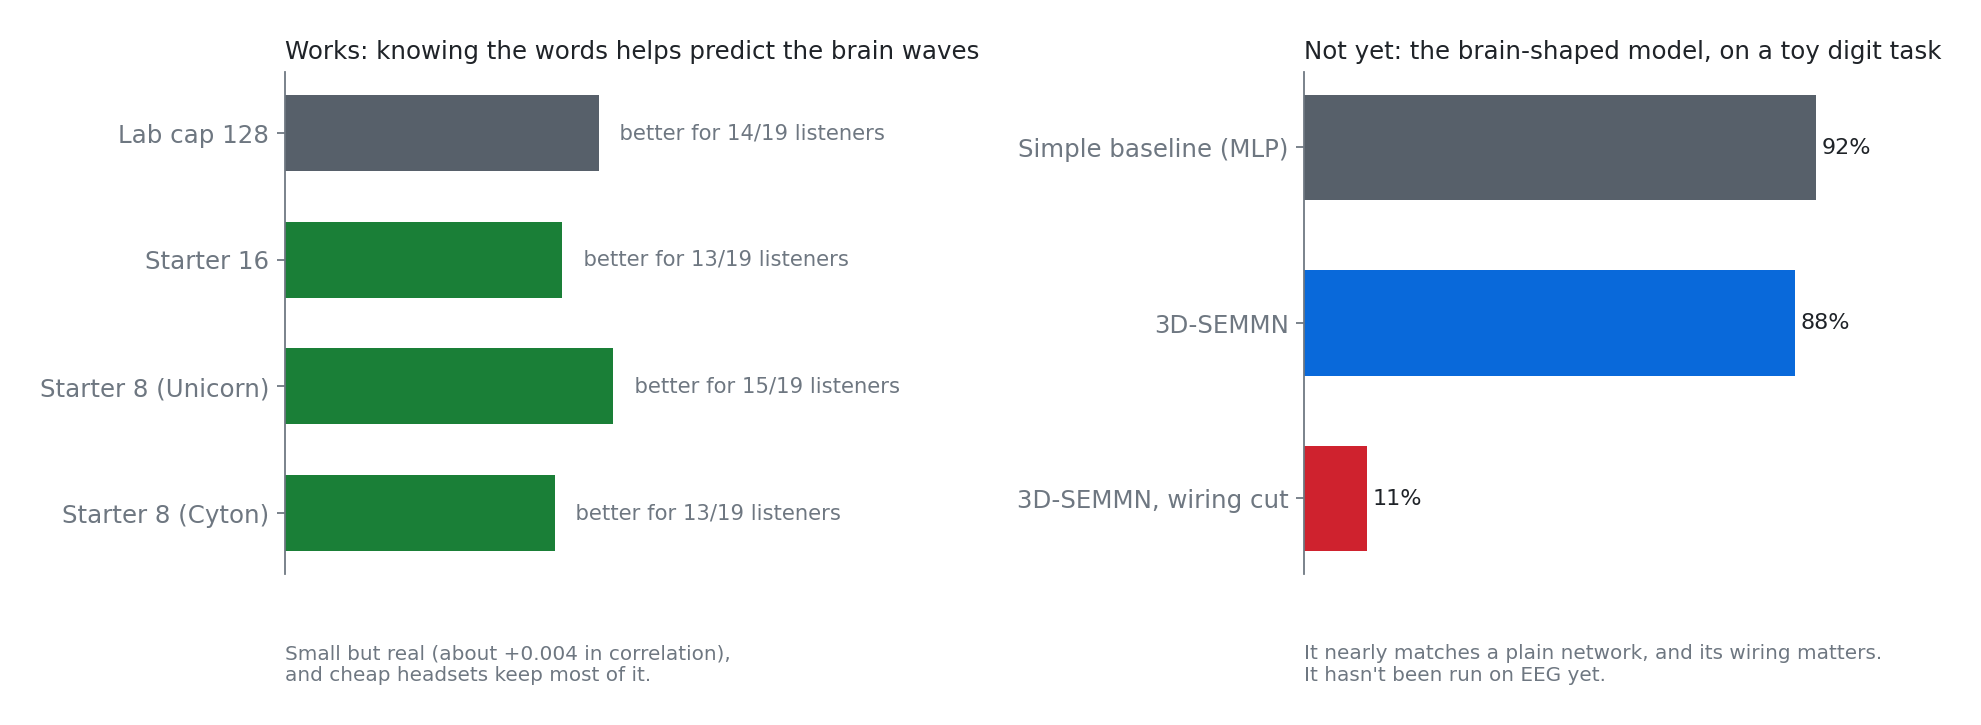 Works: knowing the words helps predict the brain waves
Lab cap 128
better for 14/19 listeners
Starter 16
better for 13/19 listeners
Starter 8 (Unicorn)
better for 15/19 listeners
Starter 8 (Cyton)
better for 13/19 listeners
Small but real (about +0.004 in correlation),
and cheap headsets keep most of it.
Not yet: the brain-shaped model, on a toy digit task
Simple baseline (MLP)
92%
3D-SEMMN
88%
3D-SEMMN, wiring cut
11%
It nearly matches a plain network, and its wiring matters.
It hasn't been run on EEG yet.